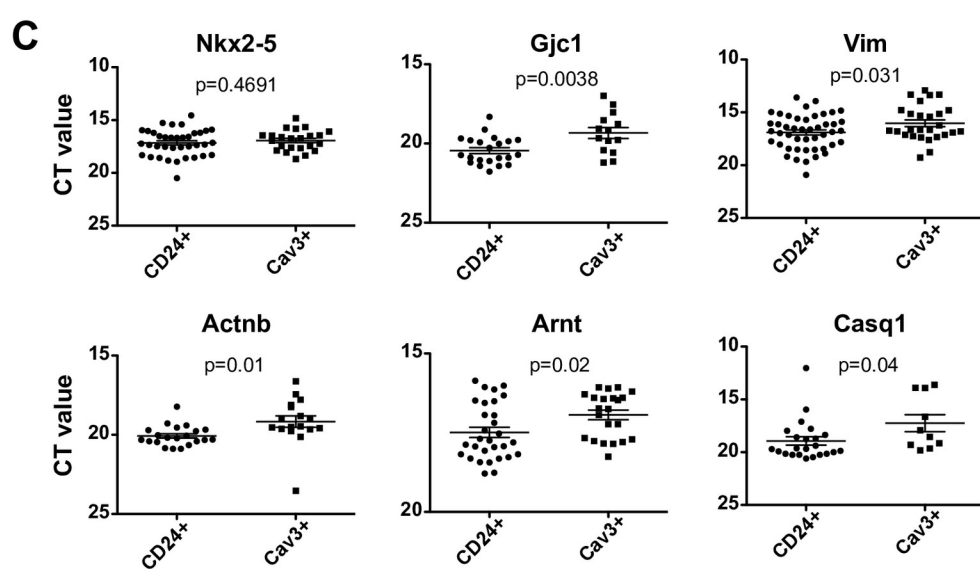 C
Nkx2-5
p=0.4691
CT value
10
15
20
25
CD24+
Cav3+
Gjc1
p=0.0038
15
20
25
CD24+
Cav3+
Vim
p=0.031
10
15
20
25
CD24+
Cav3+
Actnb
p=0.01
CT value
15
20
25
CD24+
Cav3+
Arnt
p=0.02
15
20
CD24+
Cav3+
Casq1
p=0.04
10
15
20
25
CD24+
Cav3+